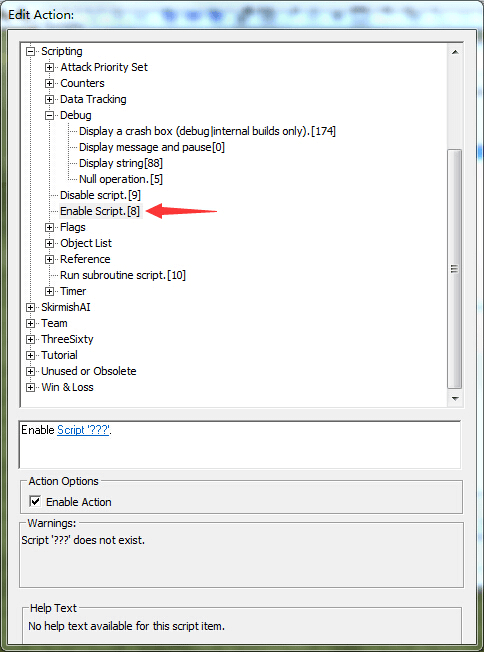 Edit Action:
Scripting
Attack Priority Set
Counters
Data Tracking
Debug
Display a crash box (debug|internal builds only).[174]
Display message and pause[0]
Display string[88]
Null operation.[5]
Disable script.[9]
Enable Script.[8]
Flags
Object List
Reference
Run subroutine script.[10]
Timer
SkirmishAI
Team
ThreeSixty
Tutorial
Unused or Obsolete
Win & Loss
Enable Script '???'.
Action Options
Enable Action
Warnings:
Script '???' does not exist.
Help Text
No help text available for this script item.